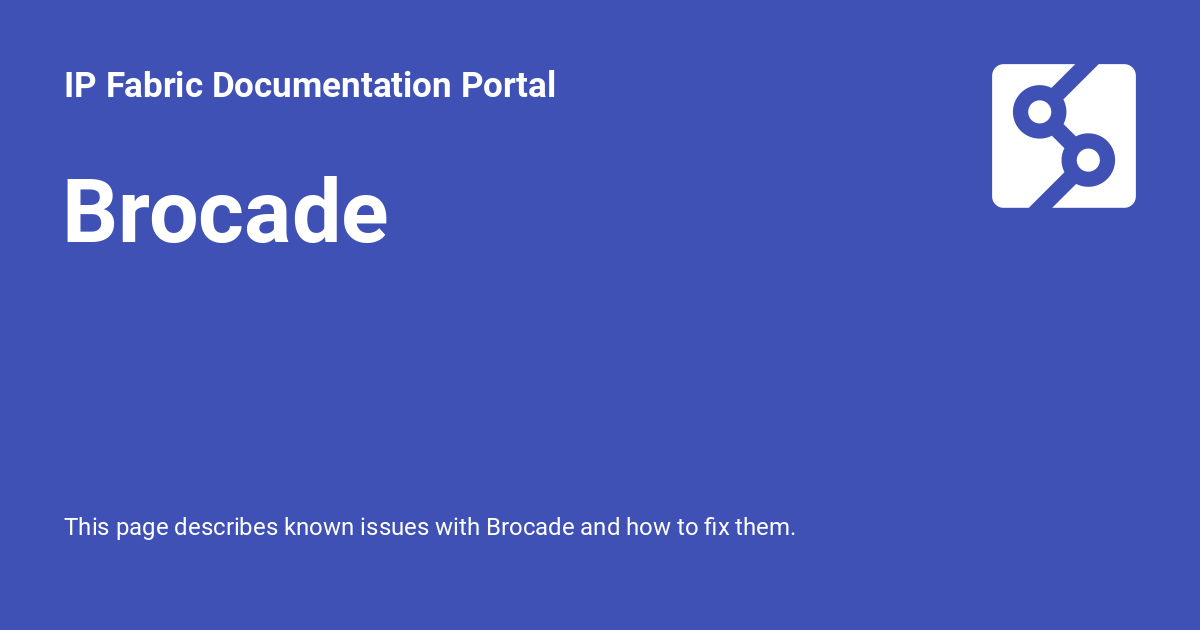 IP Fabric Documentation Portal
Brocade
This page describes known issues with Brocade and how to fix them.